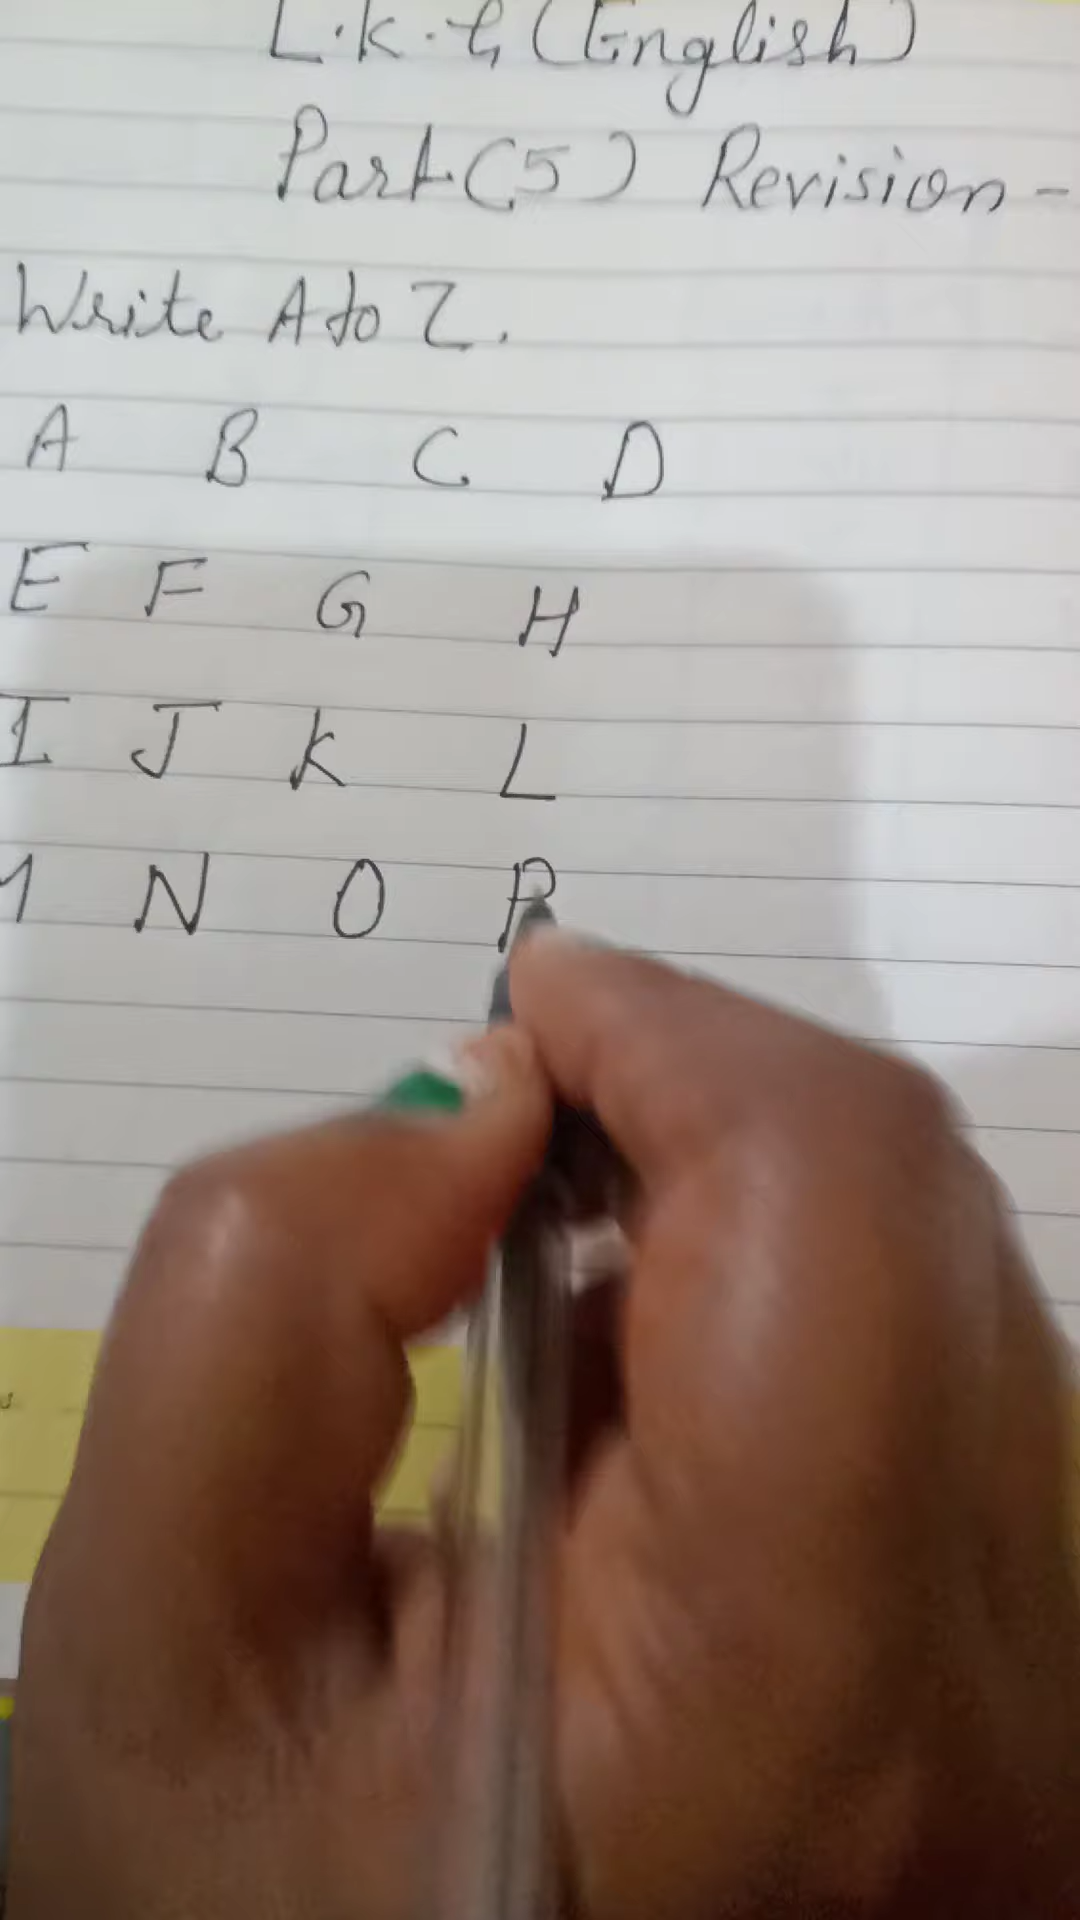 L.K.G (English)
Part (5) Revision -
Write A to Z.
A B C D
E F G H
I J K L
M N O P